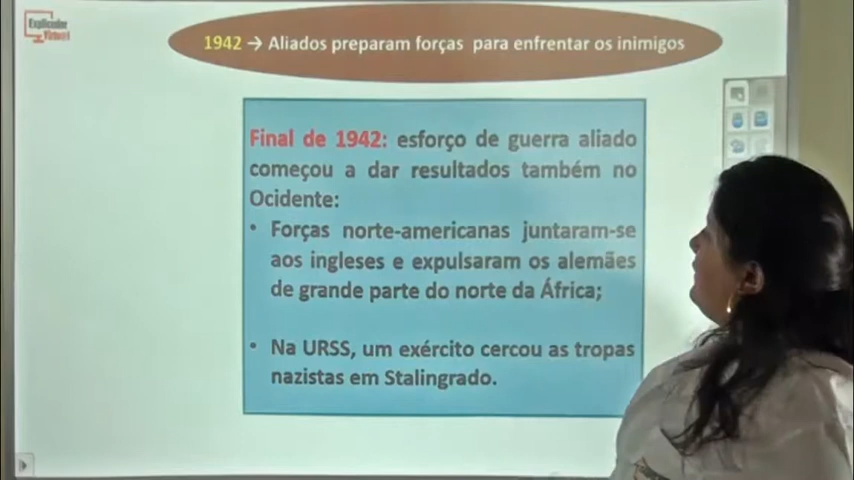 Explicador
Virtual
1942 → Aliados preparam forças para enfrentar os inimigos
Final de 1942: esforço de guerra aliado
começou a dar resultados também no
Ocidente:
• Forças norte-americanas juntaram-se
aos ingleses e expulsaram os alemães
de grande parte do norte da África;
• Na URSS, um exército cercou as tropas
nazistas em Stalingrado.